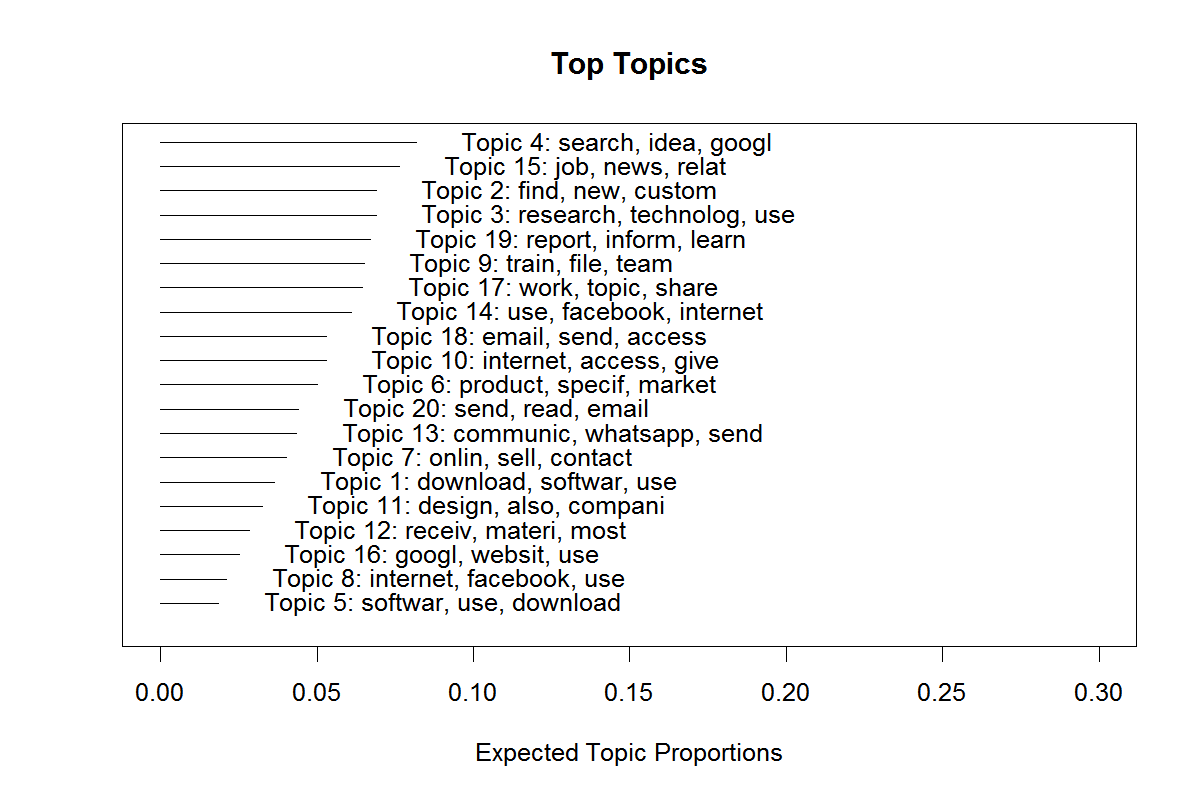 Top Topics
Topic 4: search, idea, googl
Topic 15: job, news, relat
Topic 2: find, new, custom
Topic 3: research, technolog, use
Topic 19: report, inform, learn
Topic 9: train, file, team
Topic 17: work, topic, share
Topic 14: use, facebook, internet
Topic 18: email, send, access
Topic 10: internet, access, give
Topic 6: product, specif, market
Topic 20: send, read, email
Topic 13: communic, whatsapp, send
Topic 7: onlin, sell, contact
Topic 1: download, softwar, use
Topic 11: design, also, compani
Topic 12: receiv, materi, most
Topic 16: googl, websit, use
Topic 8: internet, facebook, use
Topic 5: softwar, use, download
0.00 0.05 0.10 0.15 0.20 0.25 0.30
Expected Topic Proportions